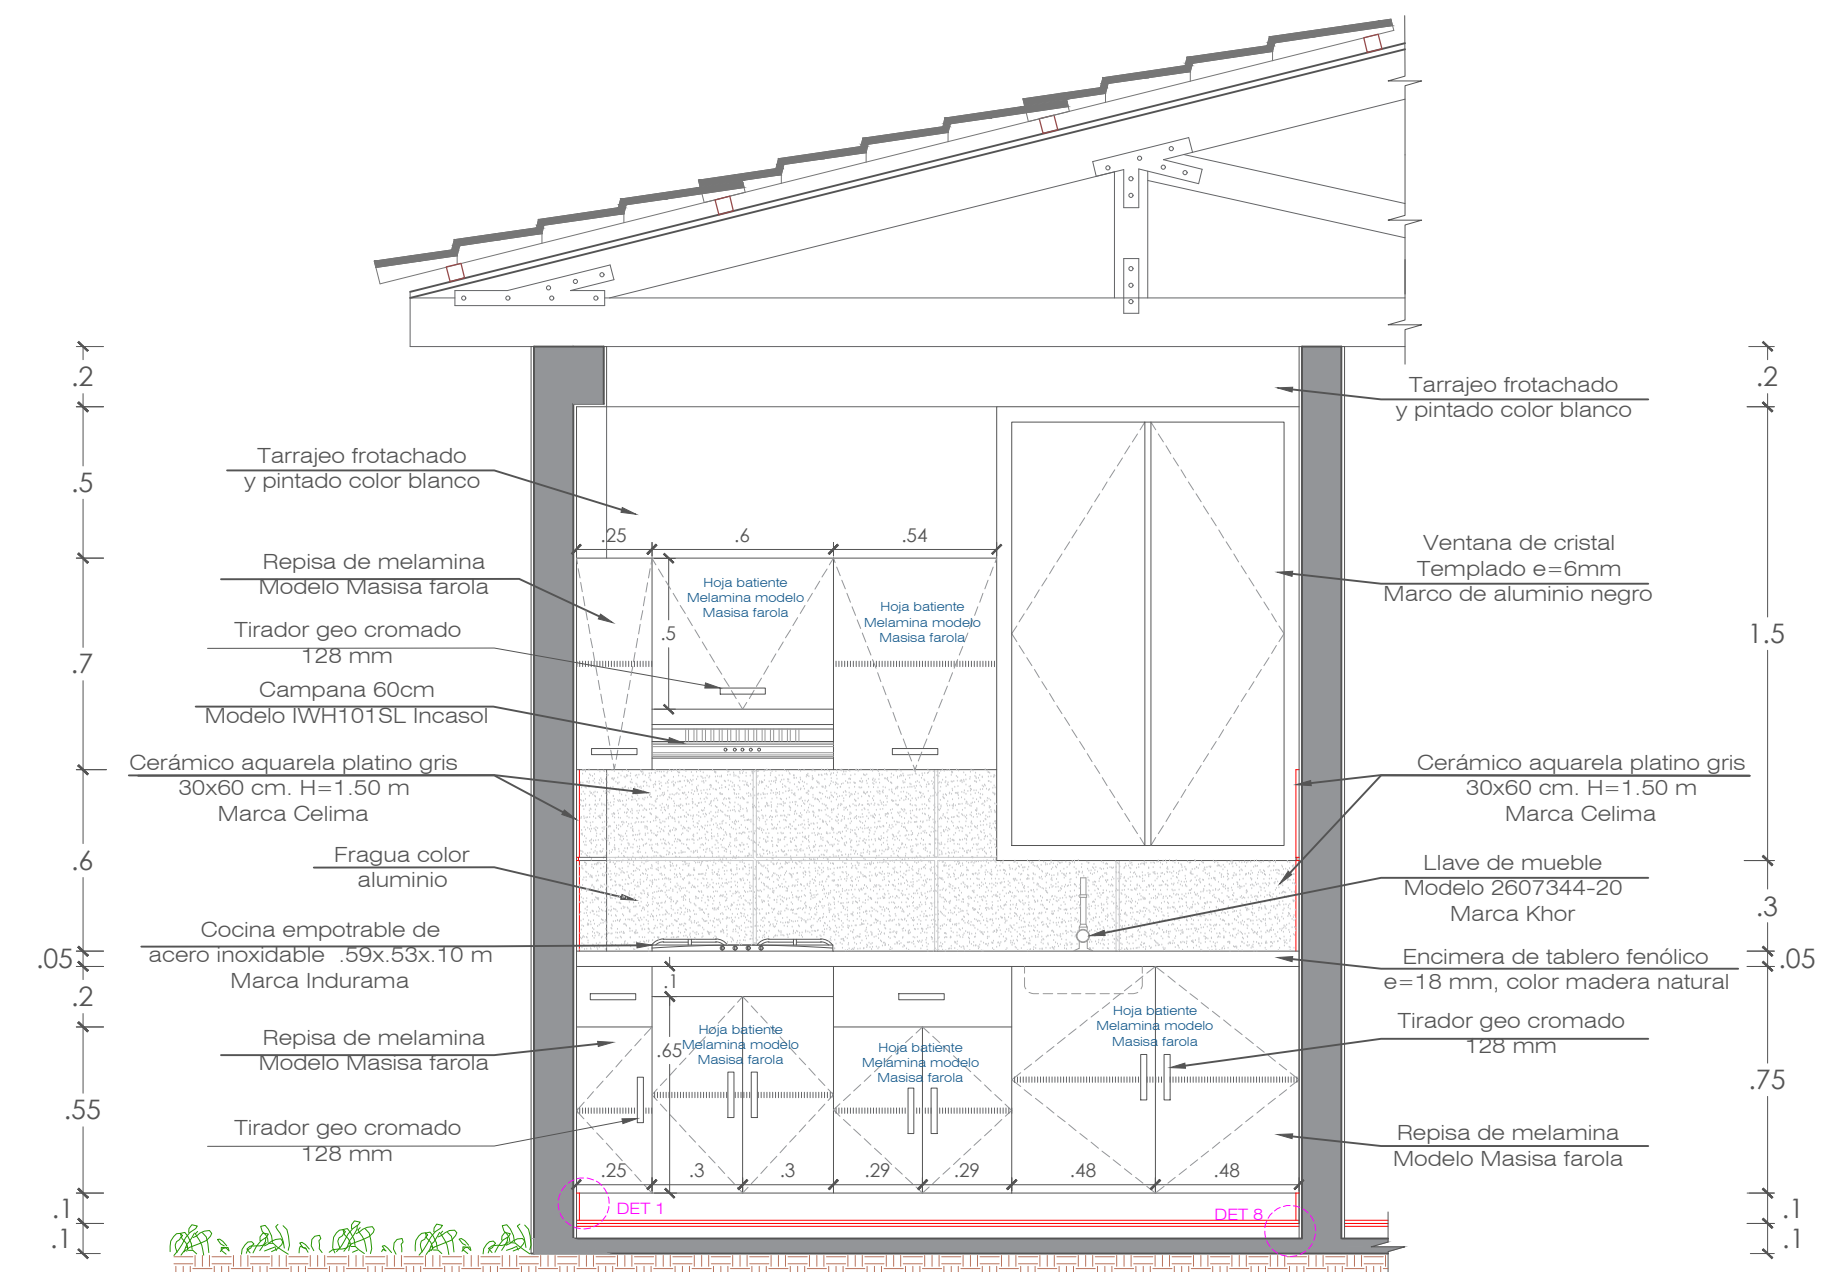 .2
.5
.7
.6
.05
.2
.55
.1
.1
Tarrajeo frotachado
y pintado color blanco
Repisa de melamina
Modelo Masisa farola
Tirador geo cromado
128 mm
Campana 60cm
Modelo IWH101SL Incasol
Cerámico aquarela platino gris
30x60 cm. H=1.50 m
Marca Celima
Fragua color
aluminio
Cocina empotrable de
acero inoxidable .59x.53x.10 m
Marca Indurama
Repisa de melamina
Modelo Masisa farola
Tirador geo cromado
128 mm
.25
.6
.54
Hoja batiente
Melamina modelo
Masisa farola
.5
Hoja batiente
Melamina modelo
Masisa farola
.1
.65
Hoja batiente
Melamina modelo
Masisa farola
Hoja batiente
Melamina modelo
Masisa farola
Hoja batiente
Melamina modelo
Masisa farola
.25
.3
.3
.29
.29
.48
.48
DET 1
DET 8
Tarrajeo frotachado
y pintado color blanco
Ventana de cristal
Templado e=6mm
Marco de aluminio negro
Cerámico aquarela platino gris
30x60 cm. H=1.50 m
Marca Celima
Llave de mueble
Modelo 2607344-20
Marca Khor
Encimera de tablero fenólico
e=18 mm, color madera natural
Tirador geo cromado
128 mm
Repisa de melamina
Modelo Masisa farola
.2
1.5
.3
.05
.75
.1
.1